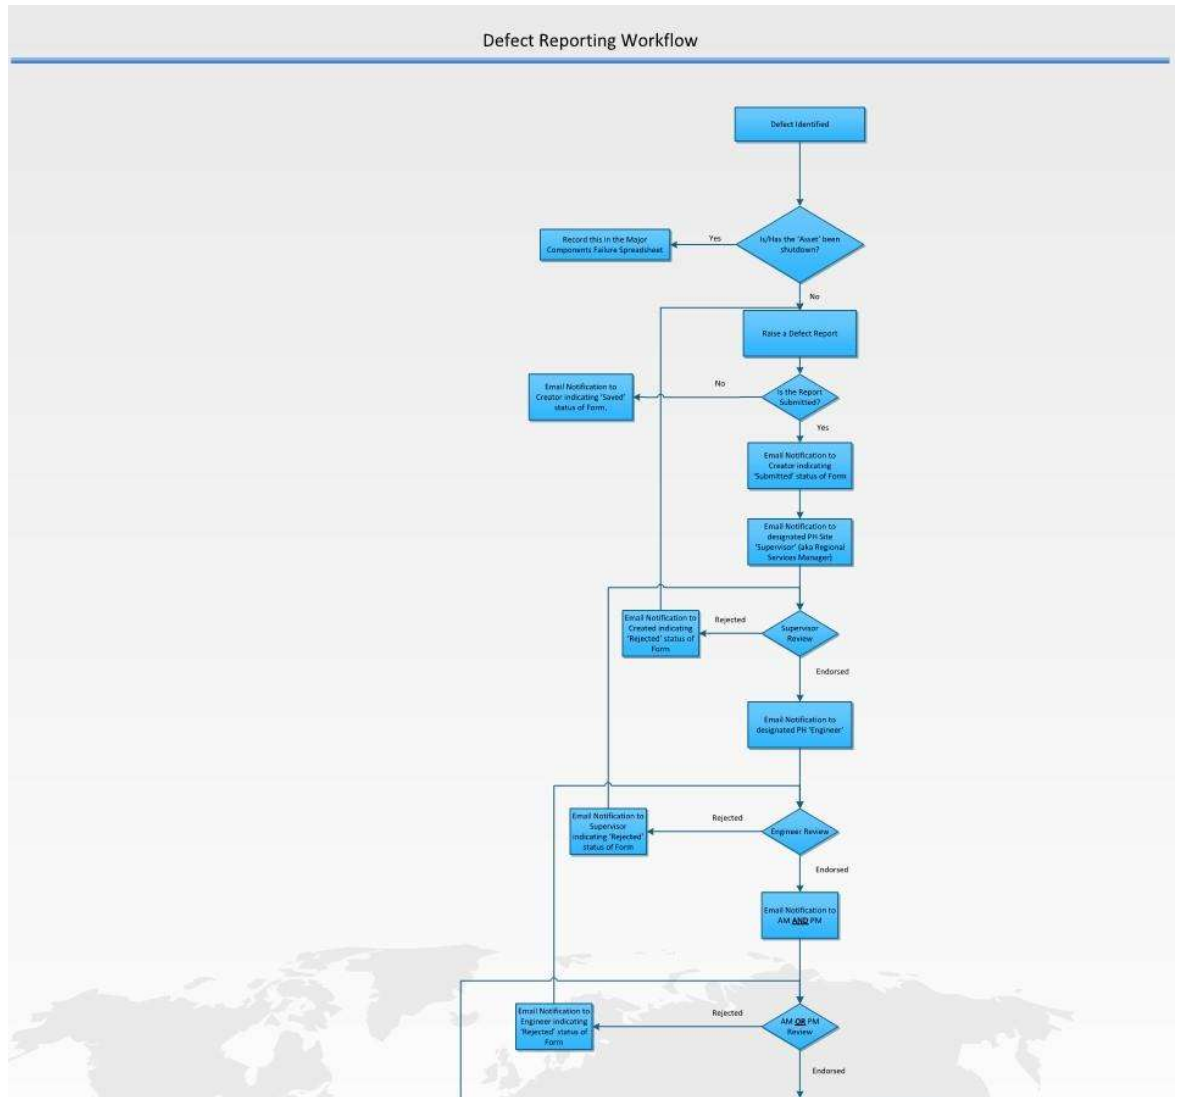 Defect Reporting Workflow
Defect Identified
Is/Has the 'Asset' been
shutdown?
Yes
Record this in the Major
Components Failure Spreadsheet
No
Raise a Defect Report
Is the Report
Submitted?
No
Email Notification to
Creator indicating 'Saved'
status of Form,
Yes
Email Notification to
Creator indicating
'Submitted' status of Form
Email Notification to
designated PH Site
'Supervisor' (aka Regional
Services Manager)
Supervisor
Review
Rejected
Email Notification to
Created indicating
'Rejected' status of
Form
Endorsed
Email Notification to
designated PH 'Engineer'
Engineer Review
Rejected
Email Notification to
Supervisor
indicating 'Rejected'
status of Form
Endorsed
Email Notification to
AM AND PM
AM OR PM
Review
Rejected
Email Notification to
Engineer indicating
'Rejected' status of
Form
Endorsed